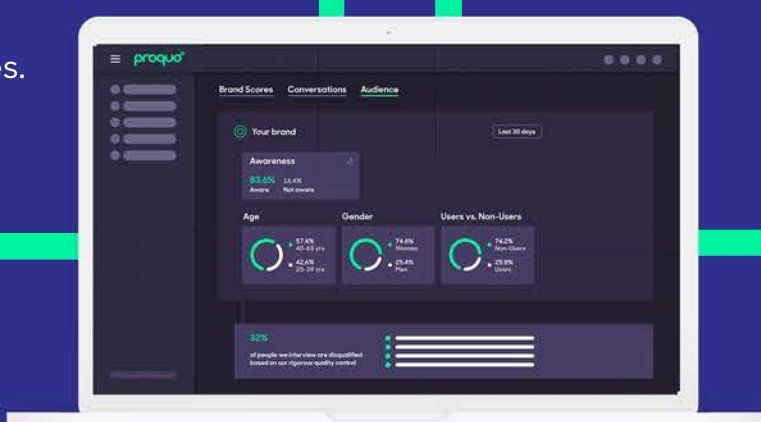 es.
proquo
Brand Scores Conversations Audience
Your brand
Last 30 days
Awareness
83.6% 16.4%
Aware Not aware
Age Gender Users vs. Non-Users
57.4%
40-63 yrs
42.6%
25-39 yrs
74.6%
Women
25.4%
Men
74.2%
Non-Users
25.8%
Users
32%
of people we interview are disqualified
based on our rigorous quality control